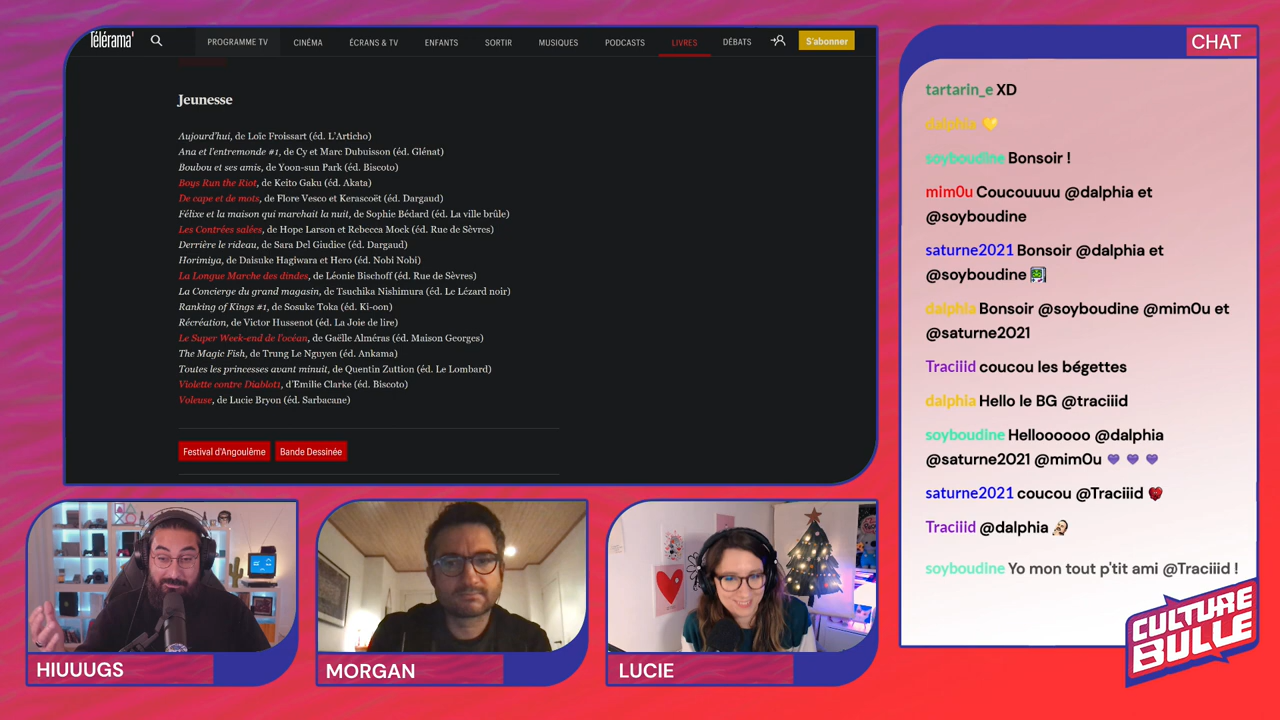 Télérama'
PROGRAMME TV
CINÉMA
ÉCRANS & TV
ENFANTS
SORTIR
MUSIQUES
PODCASTS
LIVRES
DÉBATS
S'abonner
Jeunesse
Aujourd'hui, de Loïc Froissart (éd. L'Articho)
Ana et l'entremonde #1, de Cy et Marc Dubuisson (éd. Glénat)
Boubou et ses amis, de Yoon-sun Park (éd. Biscoto)
Boys Run the Riot, de Keito Gaku (éd. Akata)
De cape et de mots, de Flore Vesco et Kerascoët (éd. Dargaud)
Félixe et la maison qui marchait la nuit, de Sophie Bédard (éd. La ville brûle)
Les Contrées salées, de Hope Larson et Rebecca Mock (éd. Rue de Sèvres)
Derrière le rideau, de Sara Del Giudice (éd. Dargaud)
Horimiya, de Daisuke Hagiwara et Hero (éd. Nobi Nobi)
La Longue Marche des dindes, de Léonie Bischoff (éd. Rue de Sèvres)
La Concierge du grand magasin, de Tsuchika Nishimura (éd. Le Lézard noir)
Ranking of Kings #1, de Sosuke Toka (éd. Ki-oon)
Récréation, de Victor Hussenot (éd. La Joie de lire)
Le Super Week-end de l'océan, de Gaëlle Alméras (éd. Maison Georges)
The Magic Fish, de Trung Le Nguyen (éd. Ankama)
Toutes les princesses avant minuit, de Quentin Zuttion (éd. Le Lombard)
Violette contre Diablot1, d'Emilie Clarke (éd. Biscoto)
Voleuse, de Lucie Bryon (éd. Sarbacane)
Festival d'Angoulême
Bande Dessinée
HIUUUGS
MORGAN
LUCIE
CHAT
tartarin_e XD
dalphia
soyboudine Bonsoir !
mim0u Coucouuuu @dalphia et
@soyboudine
saturne2021 Bonsoir @dalphia et
@soyboudine
dalphia Bonsoir @soyboudine @mim0u et
@saturne2021
Traciiid coucou les bégettes
dalphia Hello le BG @traciiid
soyboudine Helloooooo @dalphia
@saturne2021 @mim0u 💜 💜 💜
saturne2021 coucou @Traciiid
Traciiid @dalphia
soyboudine Yo mon tout p'tit ami @Traciiid !
CULTURE
BULLE